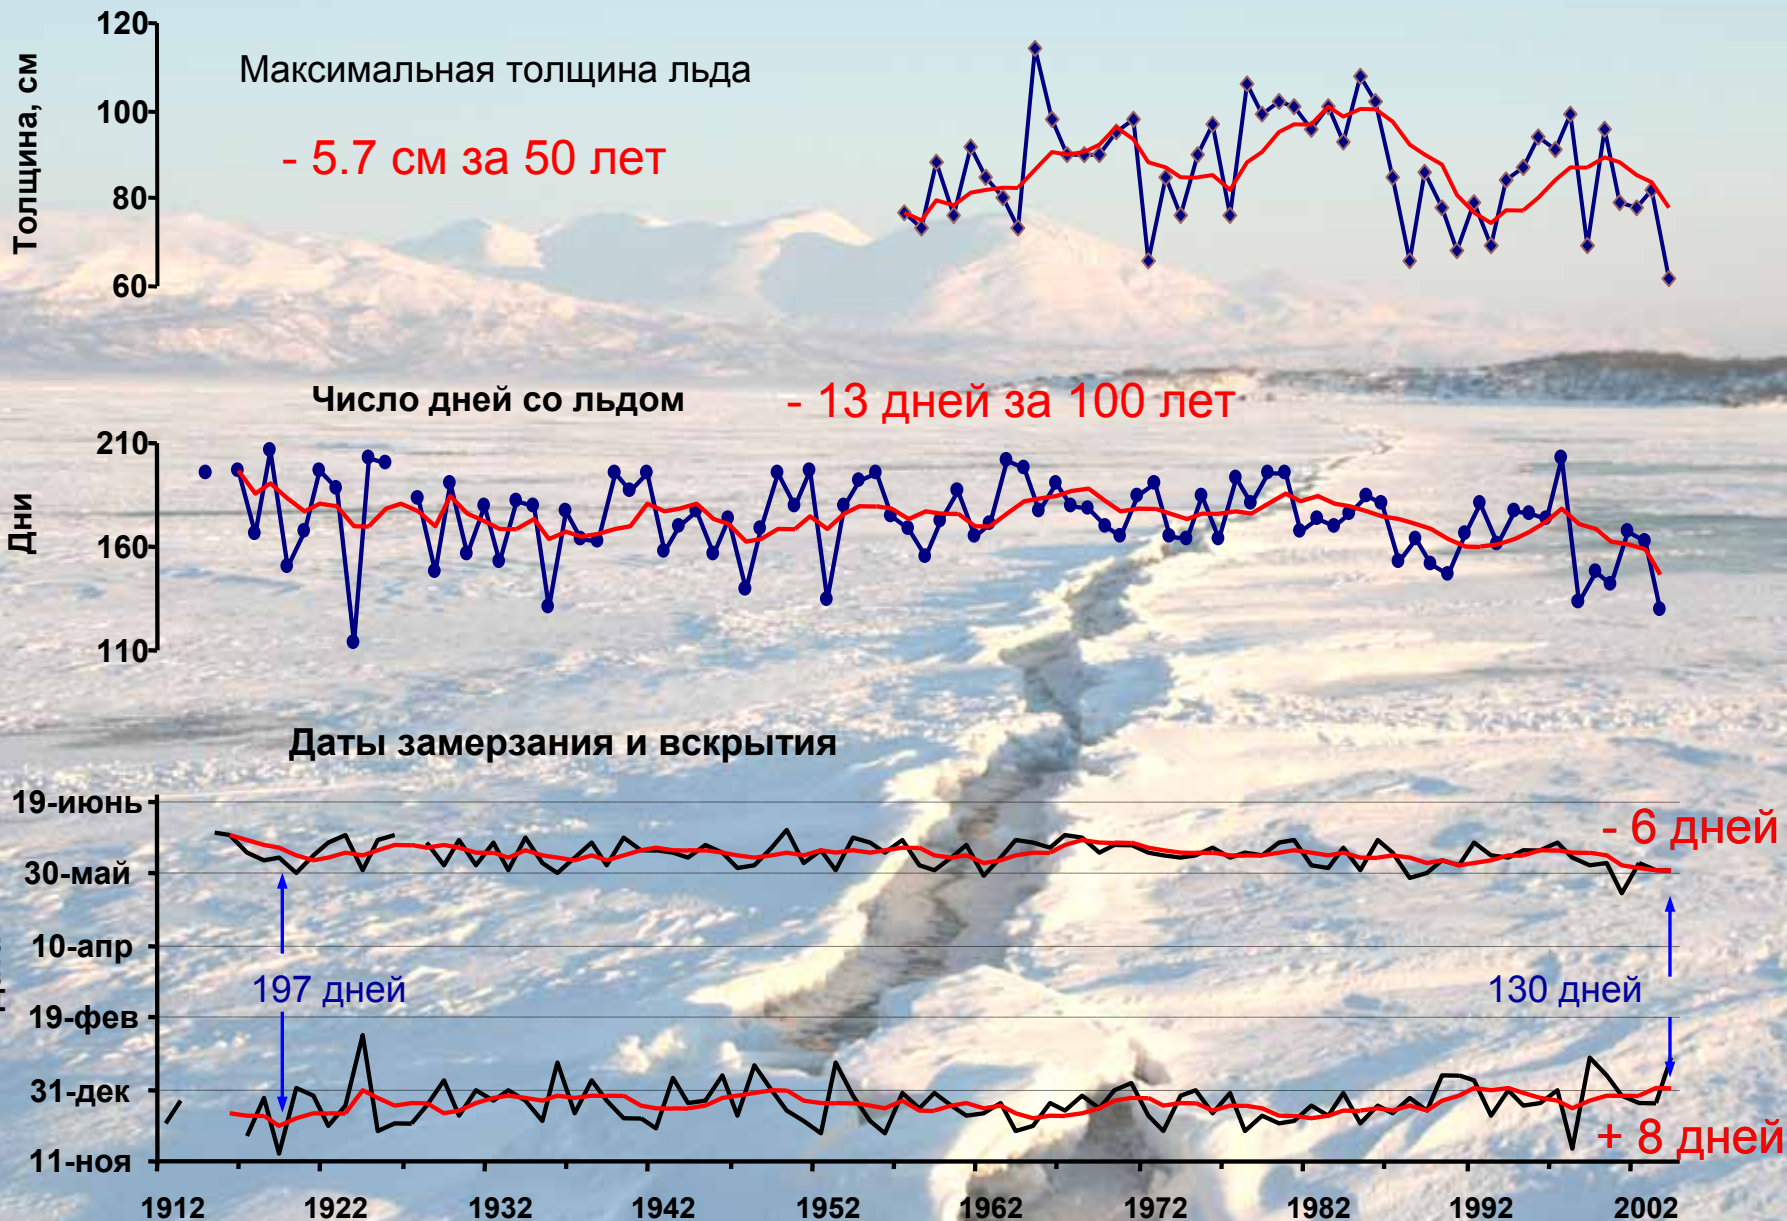 120
Толщина, см
Максимальная толщина льда
100
- 5.7 см за 50 лет
80
60
Число дней со льдом
- 13 дней за 100 лет
210
Дни
160
110
Даты замерзания и вскрытия
19-июнь
- 6 дней
30-май
10-апр
197 дней
130 дней
19-фев
31-дек
+ 8 дней
11-ноя
1912 1922 1932 1942 1952 1962 1972 1982 1992 2002